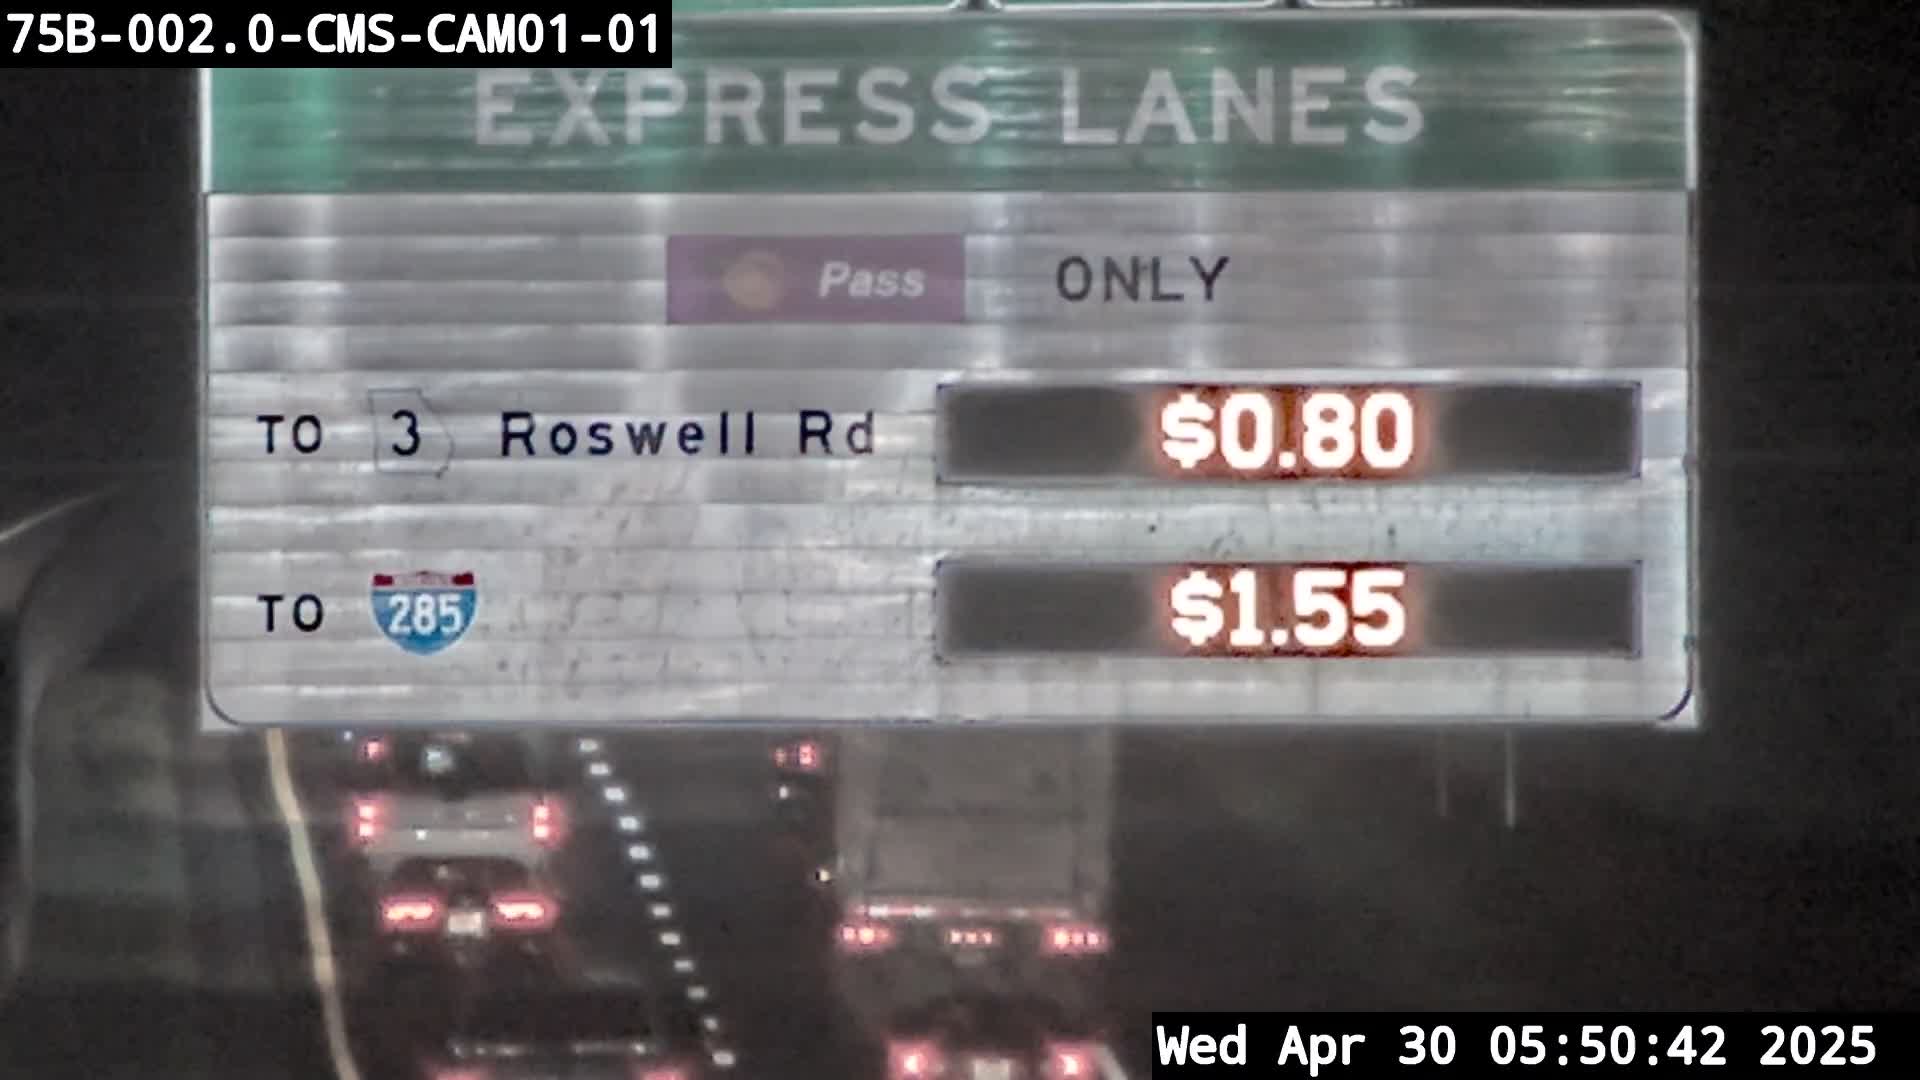 75B-002.0-CMS-CAM01-01
EXPRESS LANES
Pass ONLY
TO 3 Roswell Rd $0.80
TO 285 $1.55
Wed Apr 30 05:50:42 2025